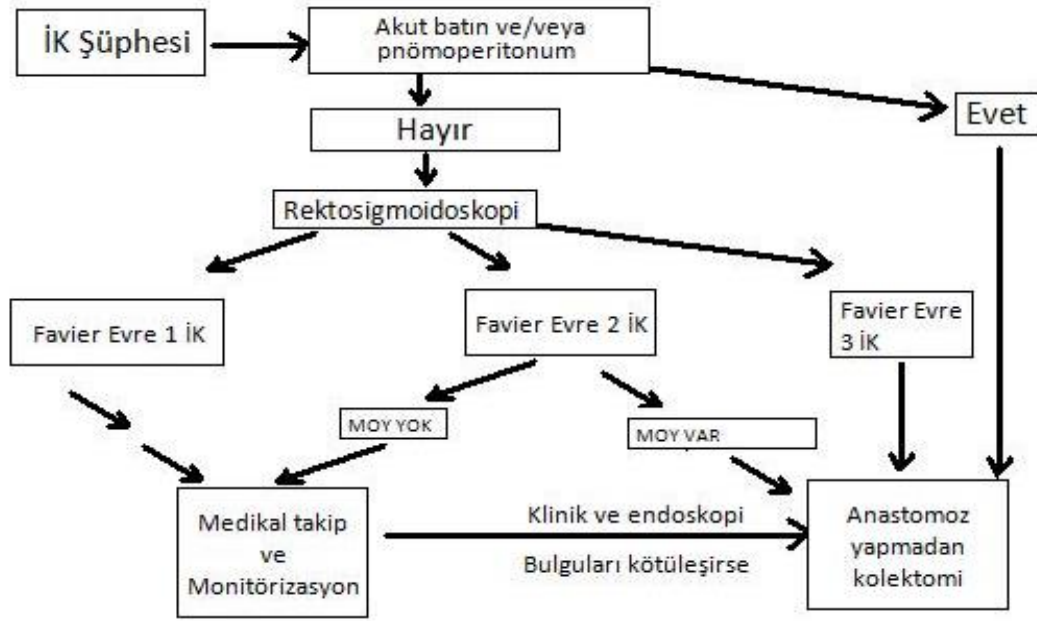 İK Şüphesi
Akut batın ve/veya
pnömoperitonum
Evet
Hayır
Rektosigmoidoskopi
Favier Evre 1 İK
Favier Evre 2 İK
Favier Evre
3 İK
MOY YOK
MOY VAR
Medikal takip
ve
Monitörizasyon
Klinik ve endoskopi
Bulguları kötüleşirse
Anastomoz
yapmadan
kolektomi